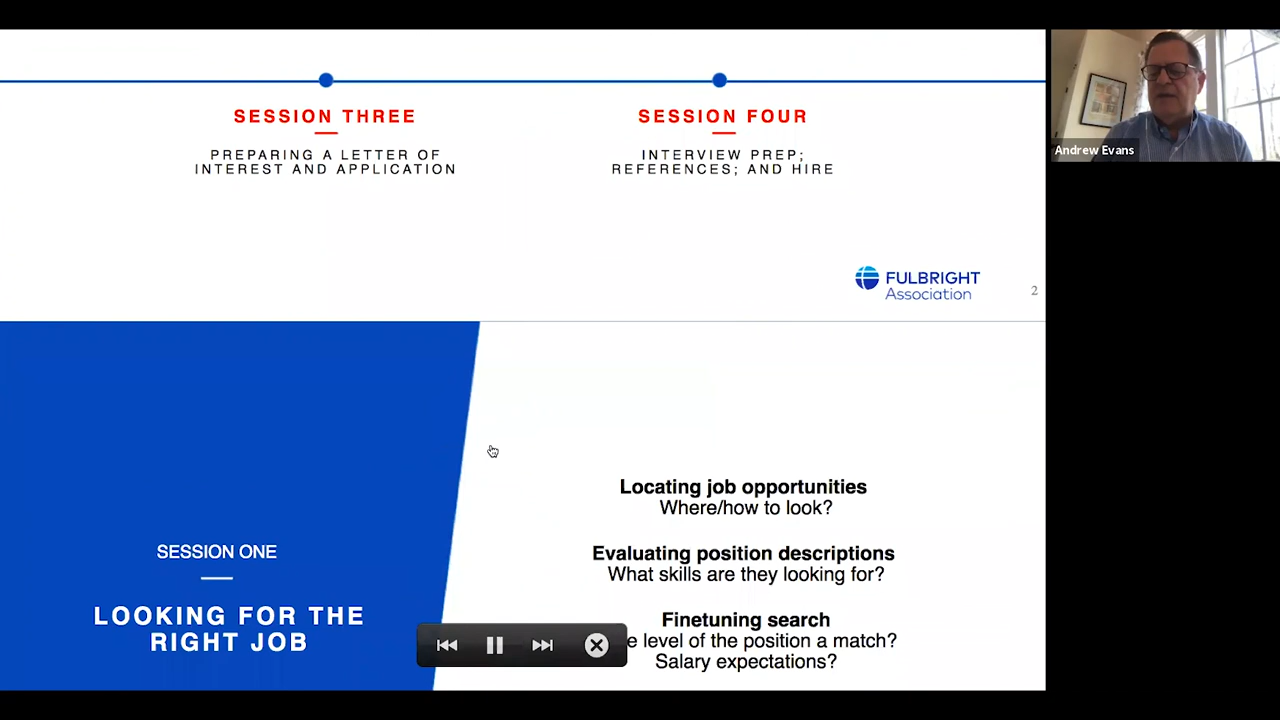 SESSION THREE
PREPARING A LETTER OF
INTEREST AND APPLICATION
SESSION FOUR
INTERVIEW PREP;
REFERENCES; AND HIRE
FULBRIGHT
Association
2
Andrew Evans
SESSION ONE
LOOKING FOR THE
RIGHT JOB
Locating job opportunities
Where/how to look?
Evaluating position descriptions
What skills are they looking for?
Finetuning search
level of the position a match?
Salary expectations?